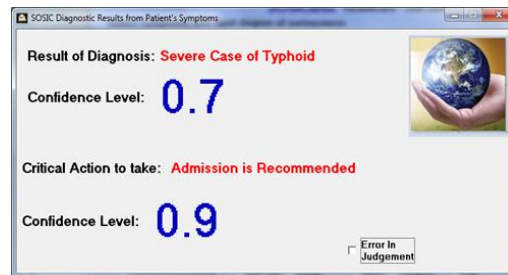 SOSIC Diagnostic Results from Patient's Symptoms
Result of Diagnosis: Severe Case of Typhoid
Confidence Level: 0.7
Critical Action to take: Admission is Recommended
Confidence Level: 0.9
Error In
Judgement